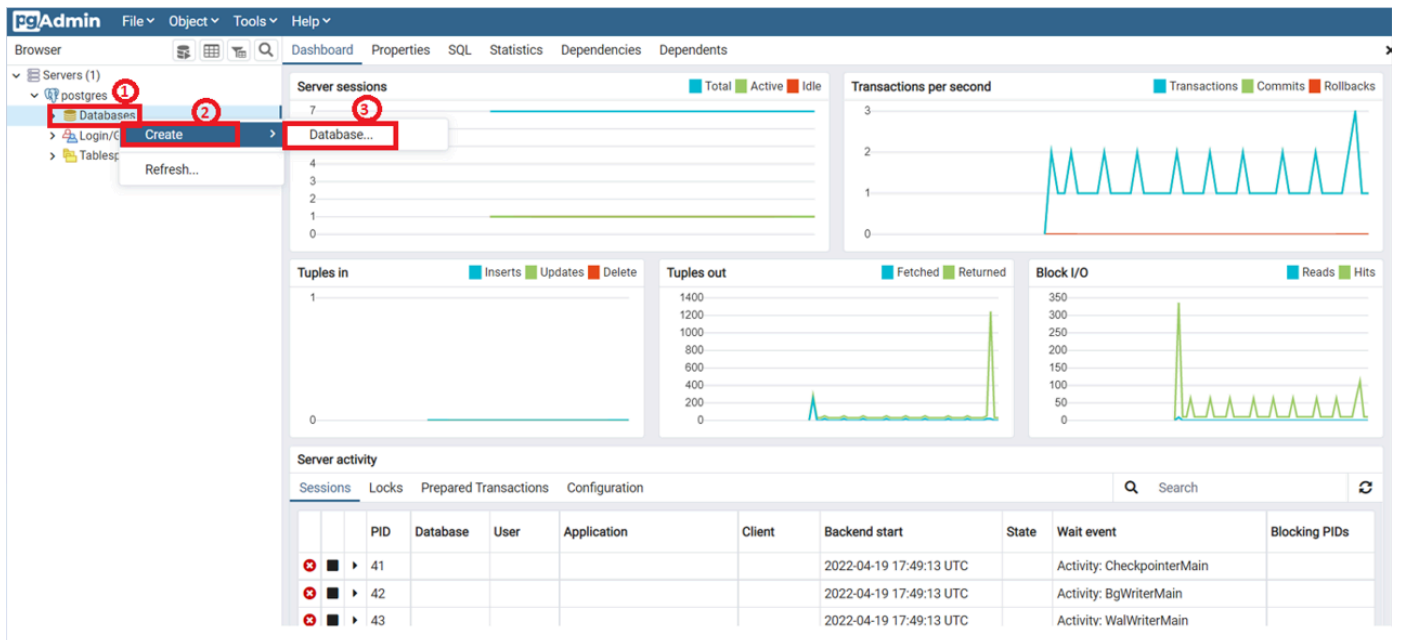 pgAdmin File Object Tools Help
Browser Dashboard Properties SQL Statistics Dependencies Dependents
Servers (1)
postgres
1
Databases
2
Login/G
Tablesp
Create
3
Database...
Refresh...
Server sessions Total Active Idle
7
4
3
2
1
0
Transactions per second Transactions Commits Rollbacks
3
2
1
0
Tuples in Inserts Updates Delete
1
0
Tuples out Fetched Returned
1400
1200
1000
800
600
400
200
0
Block I/O Reads Hits
350
300
250
200
150
100
50
0
Server activity
Sessions Locks Prepared Transactions Configuration Search
PID Database User Application Client Backend start State Wait event Blocking PIDs
41 2022-04-19 17:49:13 UTC Activity: CheckpointerMain
42 2022-04-19 17:49:13 UTC Activity: BgWriterMain
43 2022-04-19 17:49:13 UTC Activity: WalWriterMain